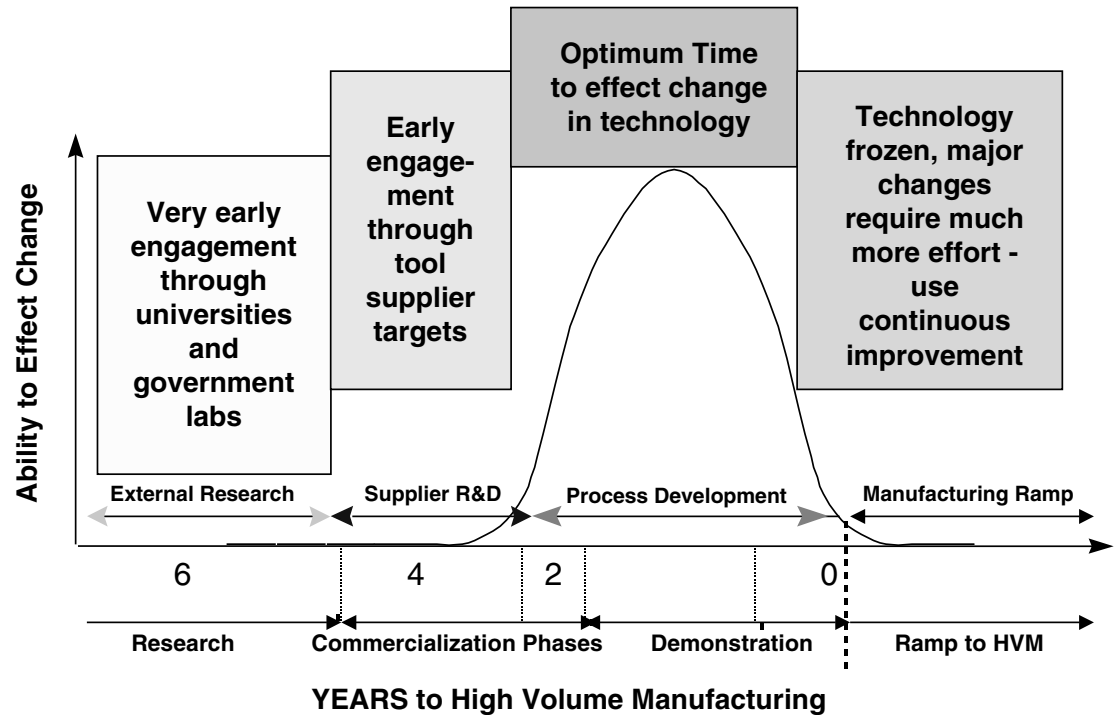 Optimum Time
to effect change
in technology
Early
engage-
ment
through
tool
supplier
targets
Technology
frozen, major
changes
require much
more effort -
use
continuous
improvement
Very early
engagement
through
universities
and
government
labs
Ability to Effect Change
External Research
Supplier R&D
Process Development
Manufacturing Ramp
6
4
2
0
Research
Commercialization Phases
Demonstration
Ramp to HVM
YEARS to High Volume Manufacturing